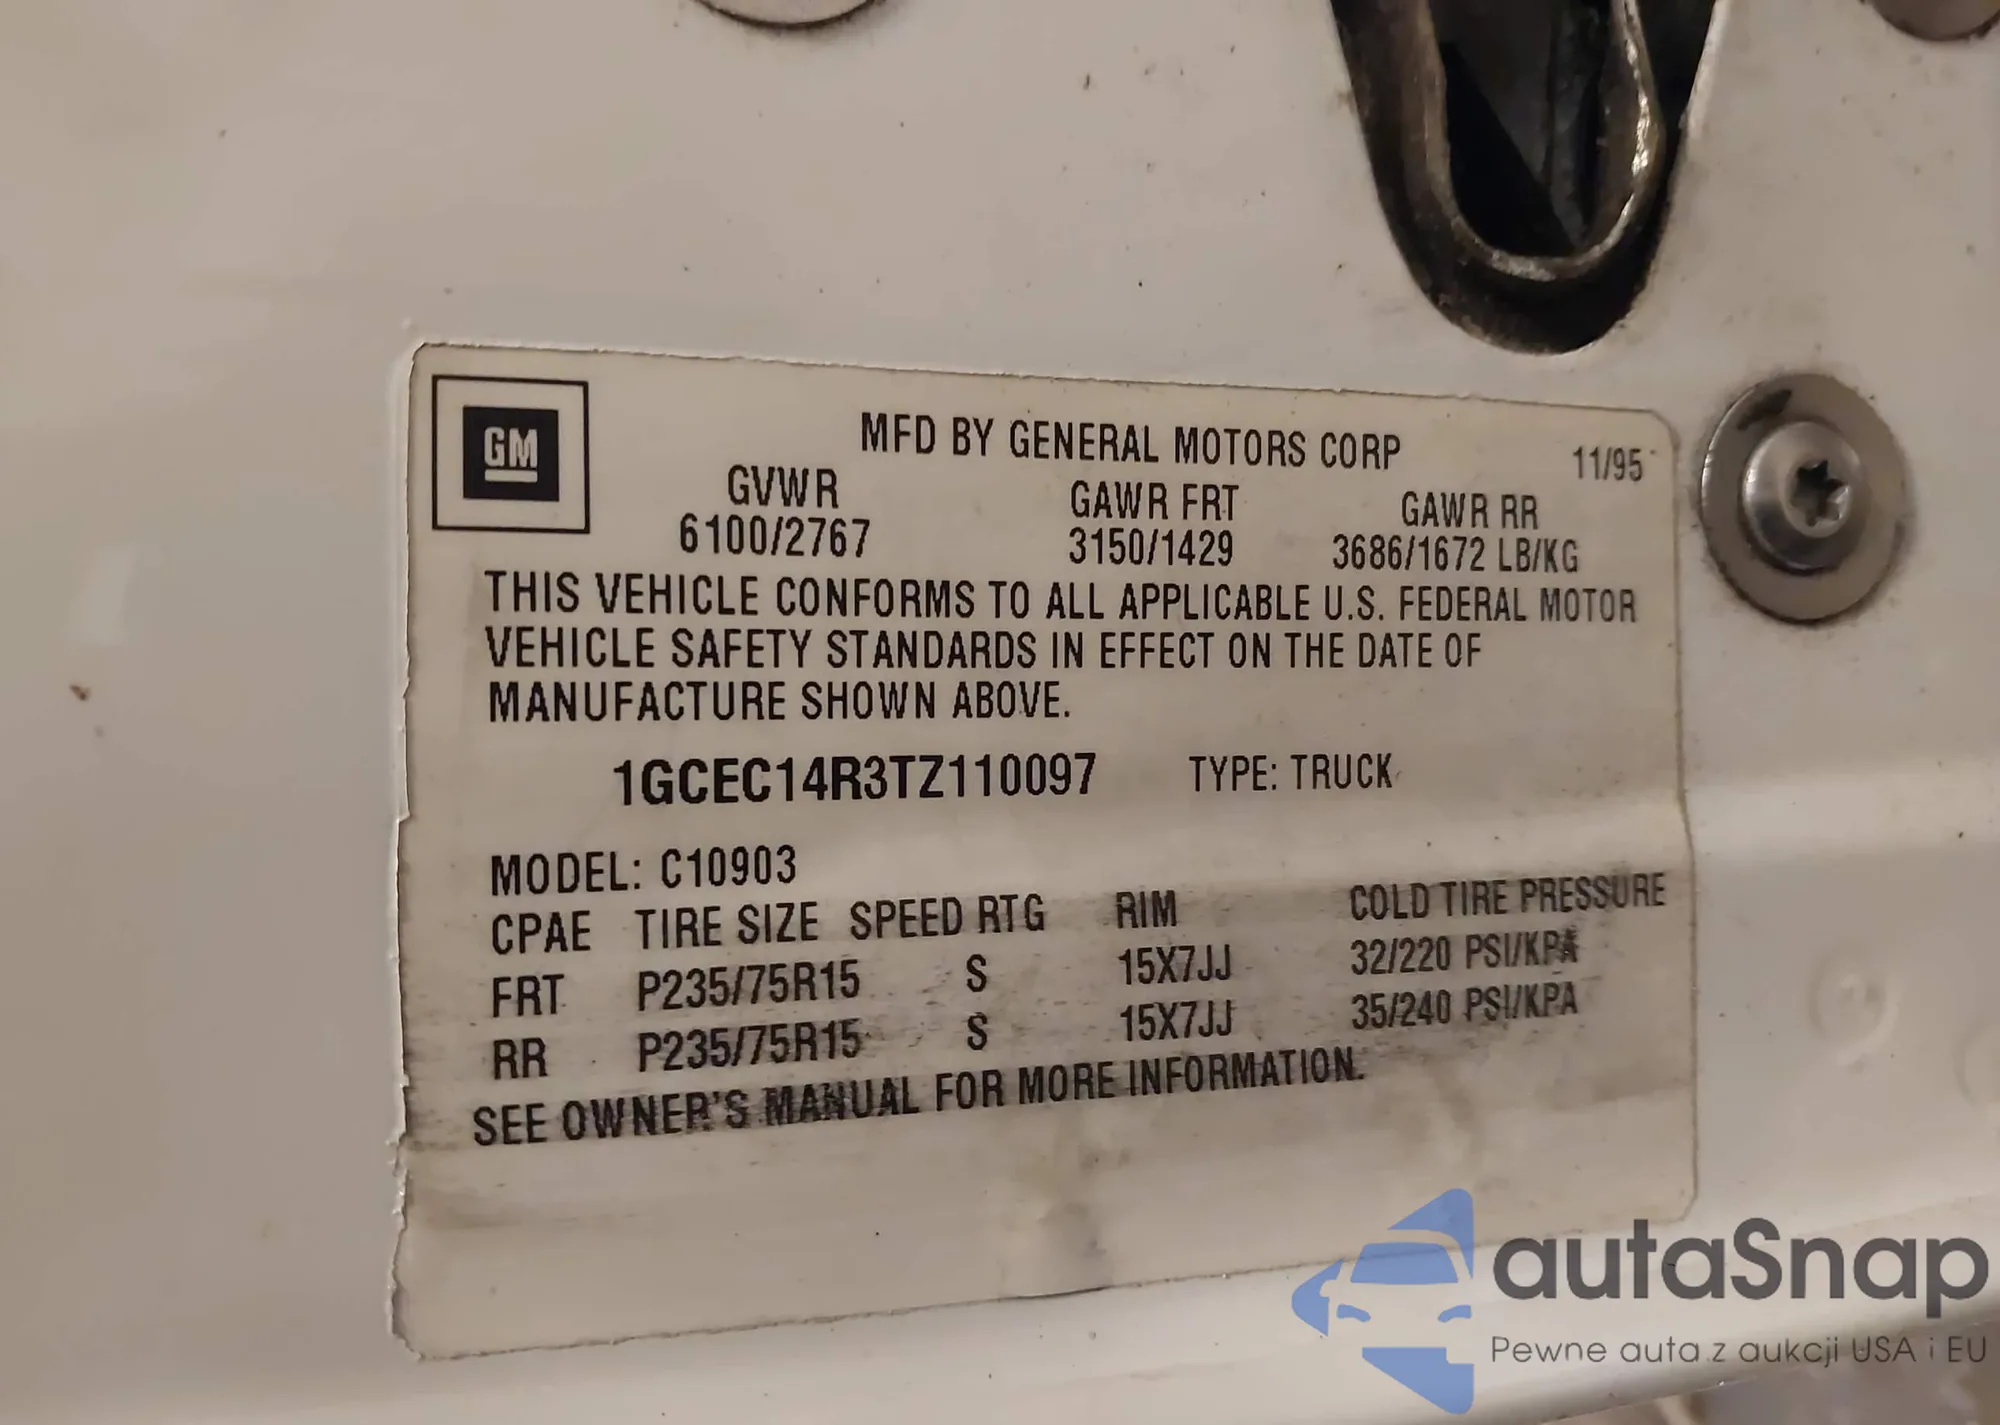 GM
MFD BY GENERAL MOTORS CORP 11/95
GVWR GAWR FRT GAWR RR
6100/2767 3150/1429 3686/1672 LB/KG
THIS VEHICLE CONFORMS TO ALL APPLICABLE U.S. FEDERAL MOTOR
VEHICLE SAFETY STANDARDS IN EFFECT ON THE DATE OF
MANUFACTURE SHOWN ABOVE.
1GCEC14R3TZ110097 TYPE: TRUCK
MODEL: C10903
CPAE TIRE SIZE SPEED RTG RIM COLD TIRE PRESSURE
FRT P235/75R15 S 15X7JJ 32/220 PSI/KPA
RR P235/75R15 S 15X7JJ 35/240 PSI/KPA
SEE OWNER'S MANUAL FOR MORE INFORMATION.
autaSnap
Pewne auta z aukcji USA i EU